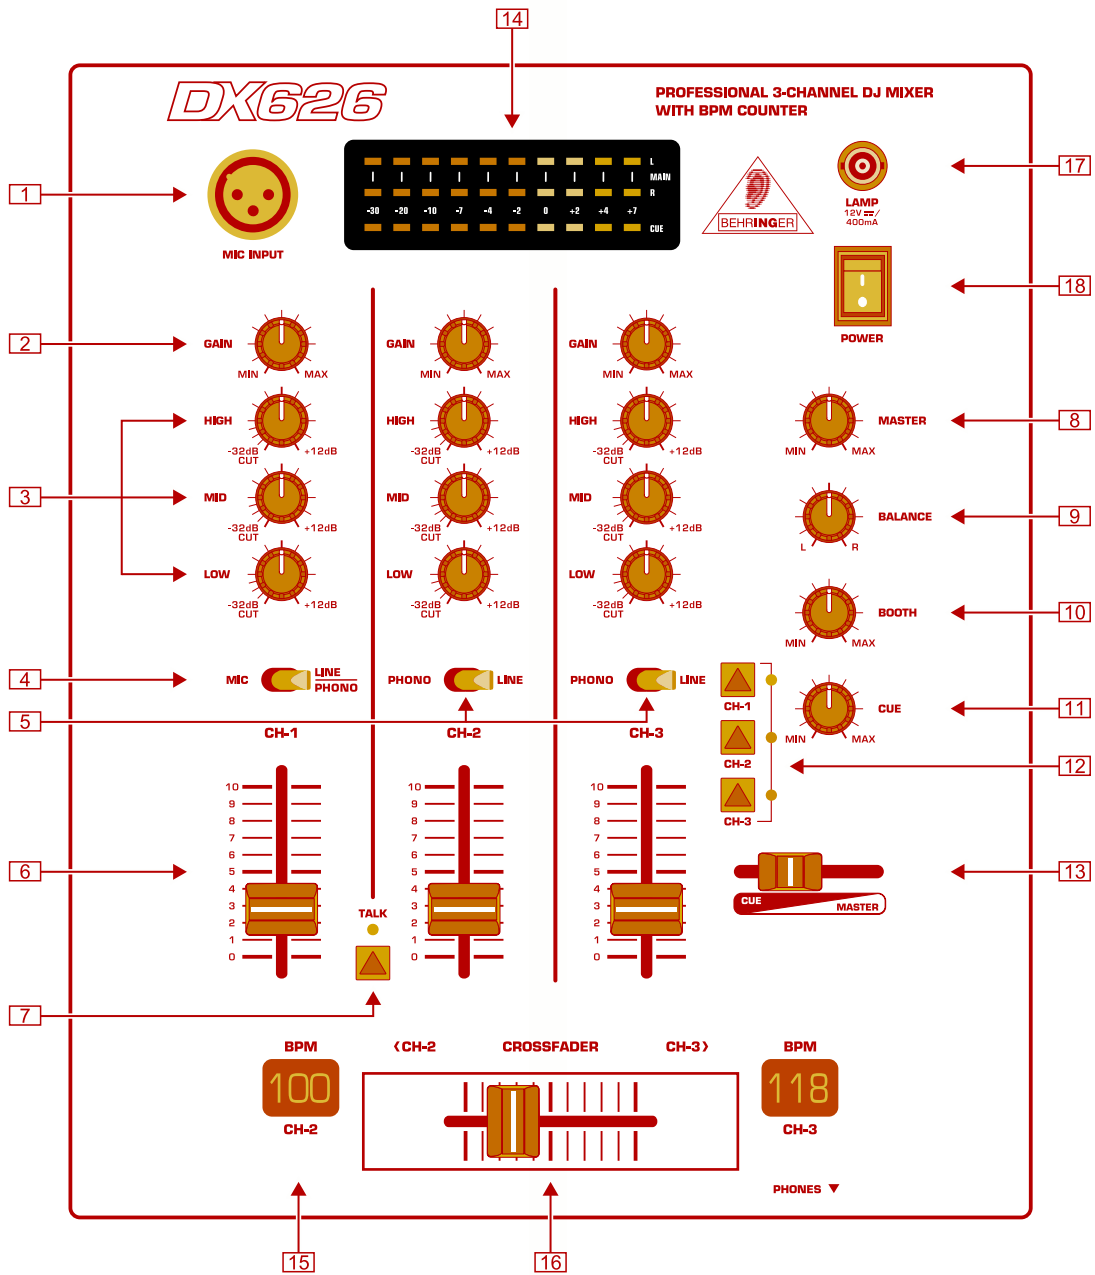 14
DX626
PROFESSIONAL 3-CHANNEL DJ MIXER
WITH BPM COUNTER
1
MIC INPUT
L
MAIN
R
-30 -20 -10 -7 -4 -2 0 +2 +4 +7
CUE
BEHRINGER
LAMP
12V
400mA
17
POWER
18
2
GAIN
MIN MAX
GAIN
MIN MAX
GAIN
MIN MAX
3
HIGH
-32dB +12dB
CUT
HIGH
-32dB +12dB
CUT
HIGH
-32dB +12dB
CUT
MASTER
MIN MAX
8
MID
-32dB +12dB
CUT
MID
-32dB +12dB
CUT
MID
-32dB +12dB
CUT
BALANCE
L R
9
LOW
-32dB +12dB
CUT
LOW
-32dB +12dB
CUT
LOW
-32dB +12dB
CUT
BOOTH
MIN MAX
10
4
MIC LINE
PHONO
PHONO LINE
PHONO LINE
5
CH-1
CH-2
CH-3
CH-1
CH-2
CH-3
CUE
MIN MAX
11
12
6
10
9
8
7
6
5
4
3
2
1
0
10
9
8
7
6
5
4
3
2
1
0
10
9
8
7
6
5
4
3
2
1
0
CUE MASTER
13
TALK
7
BPM
100
CH-2
〈CH-2 CROSSFADER CH-3〉
BPM
118
CH-3
PHONES ▼
15
16